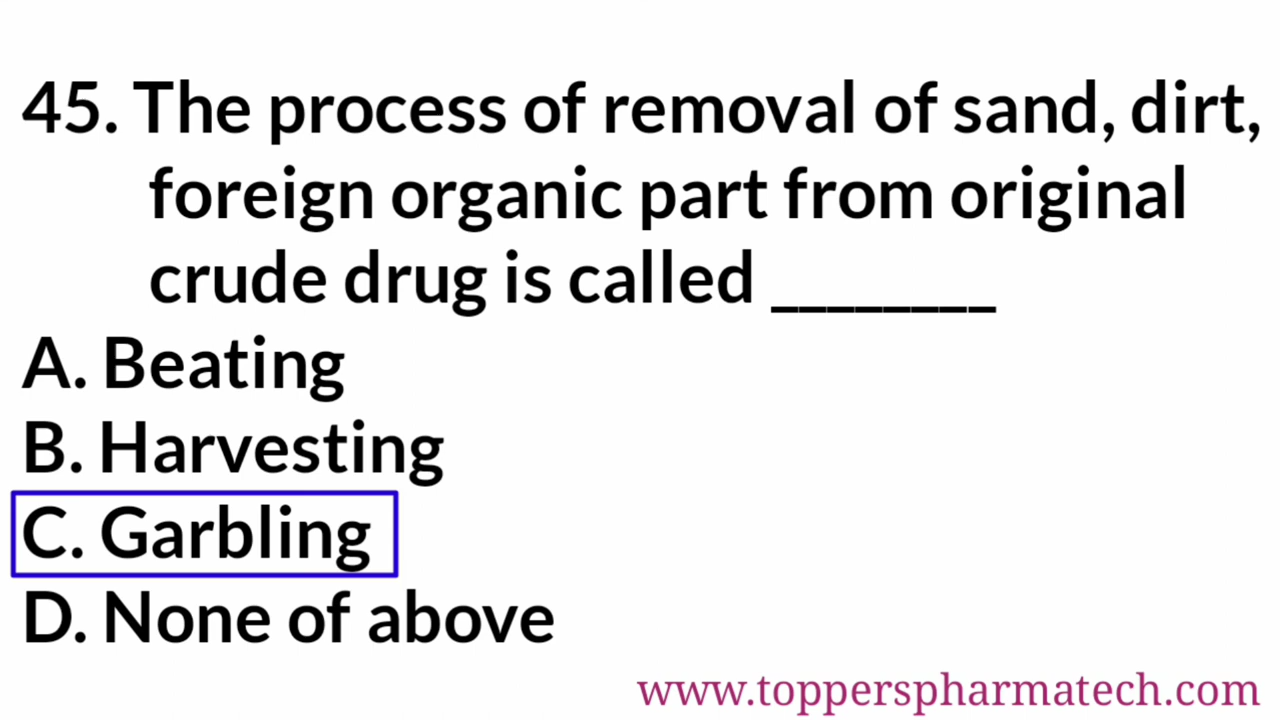 45. The process of removal of sand, dirt,
foreign organic part from original
crude drug is called ________
A. Beating
B. Harvesting
C. Garbling
D. None of above
www.topperspharmatech.com